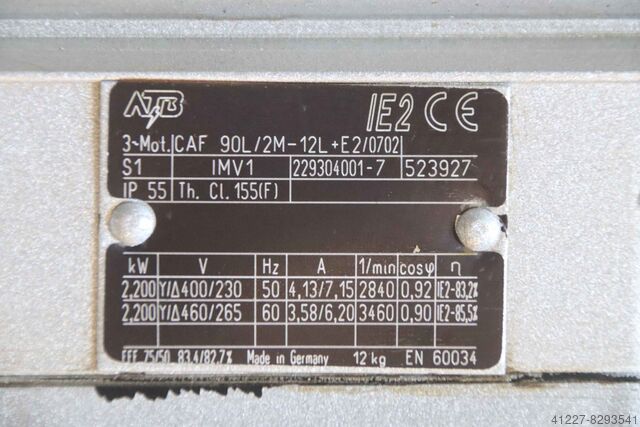 ATB IE2 CE
3~Mot. CAF 90L/2M-12L+E2/0702
S1 IMV1 229304001-7 523927
IP 55 Th. Cl. 155(F)
kW V Hz A 1/min cosφ η
2,200 Y/Δ 400/230 50 4,13/7,15 2840 0,92 IE2-83,2%
2,200 Y/Δ 460/265 60 3,58/6,20 3460 0,90 IE2-85,5%
EFF 75/50 83.4/82.7% Made in Germany 12 kg EN 60034
41227-8293541